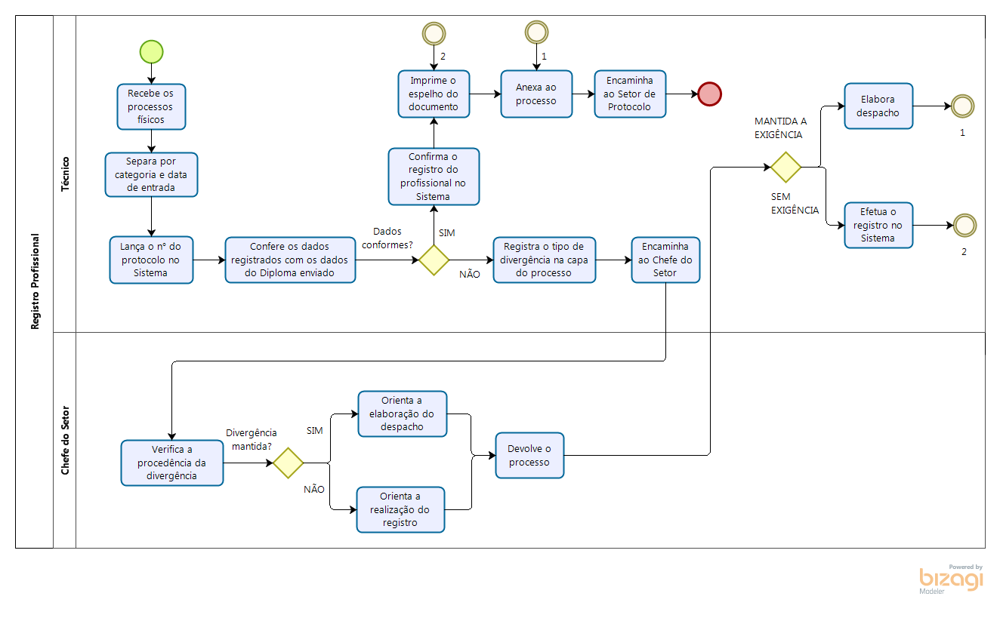 Registro Profissional
Técnico
Recebe os
processos
físicos
Separa por
categoria e data
de entrada
Lança o n° do
protocolo no
Sistema
Confere os dados
registrados com os dados
do Diploma enviado
Dados
conformes?
SIM
NÃO
Confirma o
registro do
profissional no
Sistema
2
Imprime o
espelho do
documento
1
Anexa ao
processo
Encaminha
ao Setor de
Protocolo
Registra o tipo de
divergência na capa
do processo
Encaminha
ao Chefe do
Setor
MANTIDA A
EXIGÊNCIA
SEM
EXIGÊNCIA
Elabora
despacho
1
Efetua o
registro no
Sistema
2
Chefe do Setor
Verifica a
procedência da
divergência
Divergência
mantida?
SIM
NÃO
Orienta a
elaboração do
despacho
Orienta a
realização do
registro
Devolve o
processo
Powered by
bizagi
Modeler